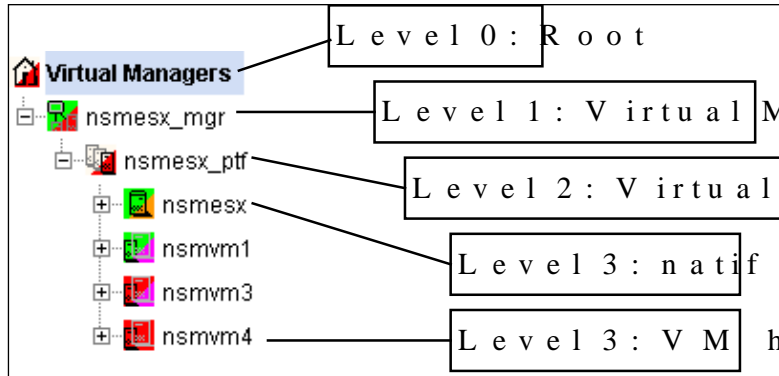 Level 0: Root
Virtual Managers
nsmesx_mgr
Level 1: Virtual M
nsmesx_ptf
Level 2: Virtual
nsmesx
nsmvm1
Level 3: natif
nsmvm3
nsmvm4
Level 3: VM h